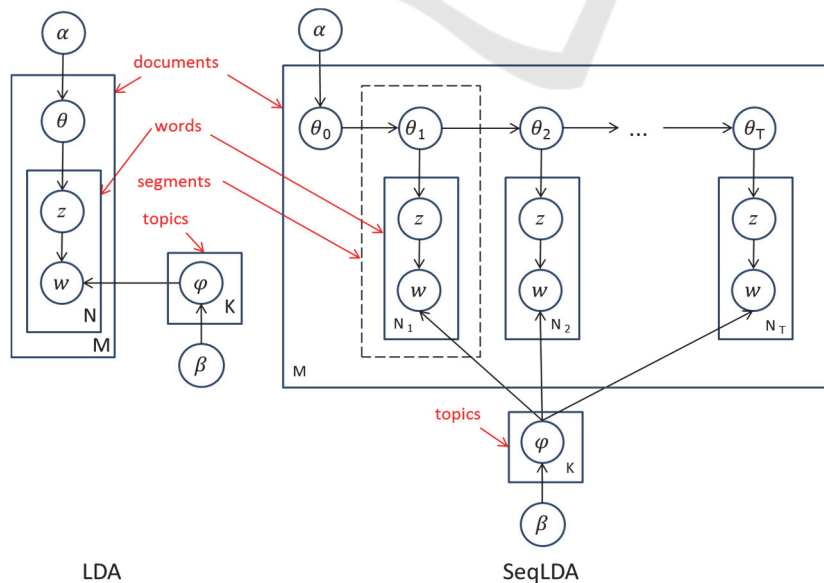 α
documents
θ
words
segments
z
topics
w
φ
N
K
M
β
LDA
α
θ0
θ1
θ2
...
θT
z
z
z
w
w
w
N1
N2
NT
M
topics
φ
K
β
SeqLDA